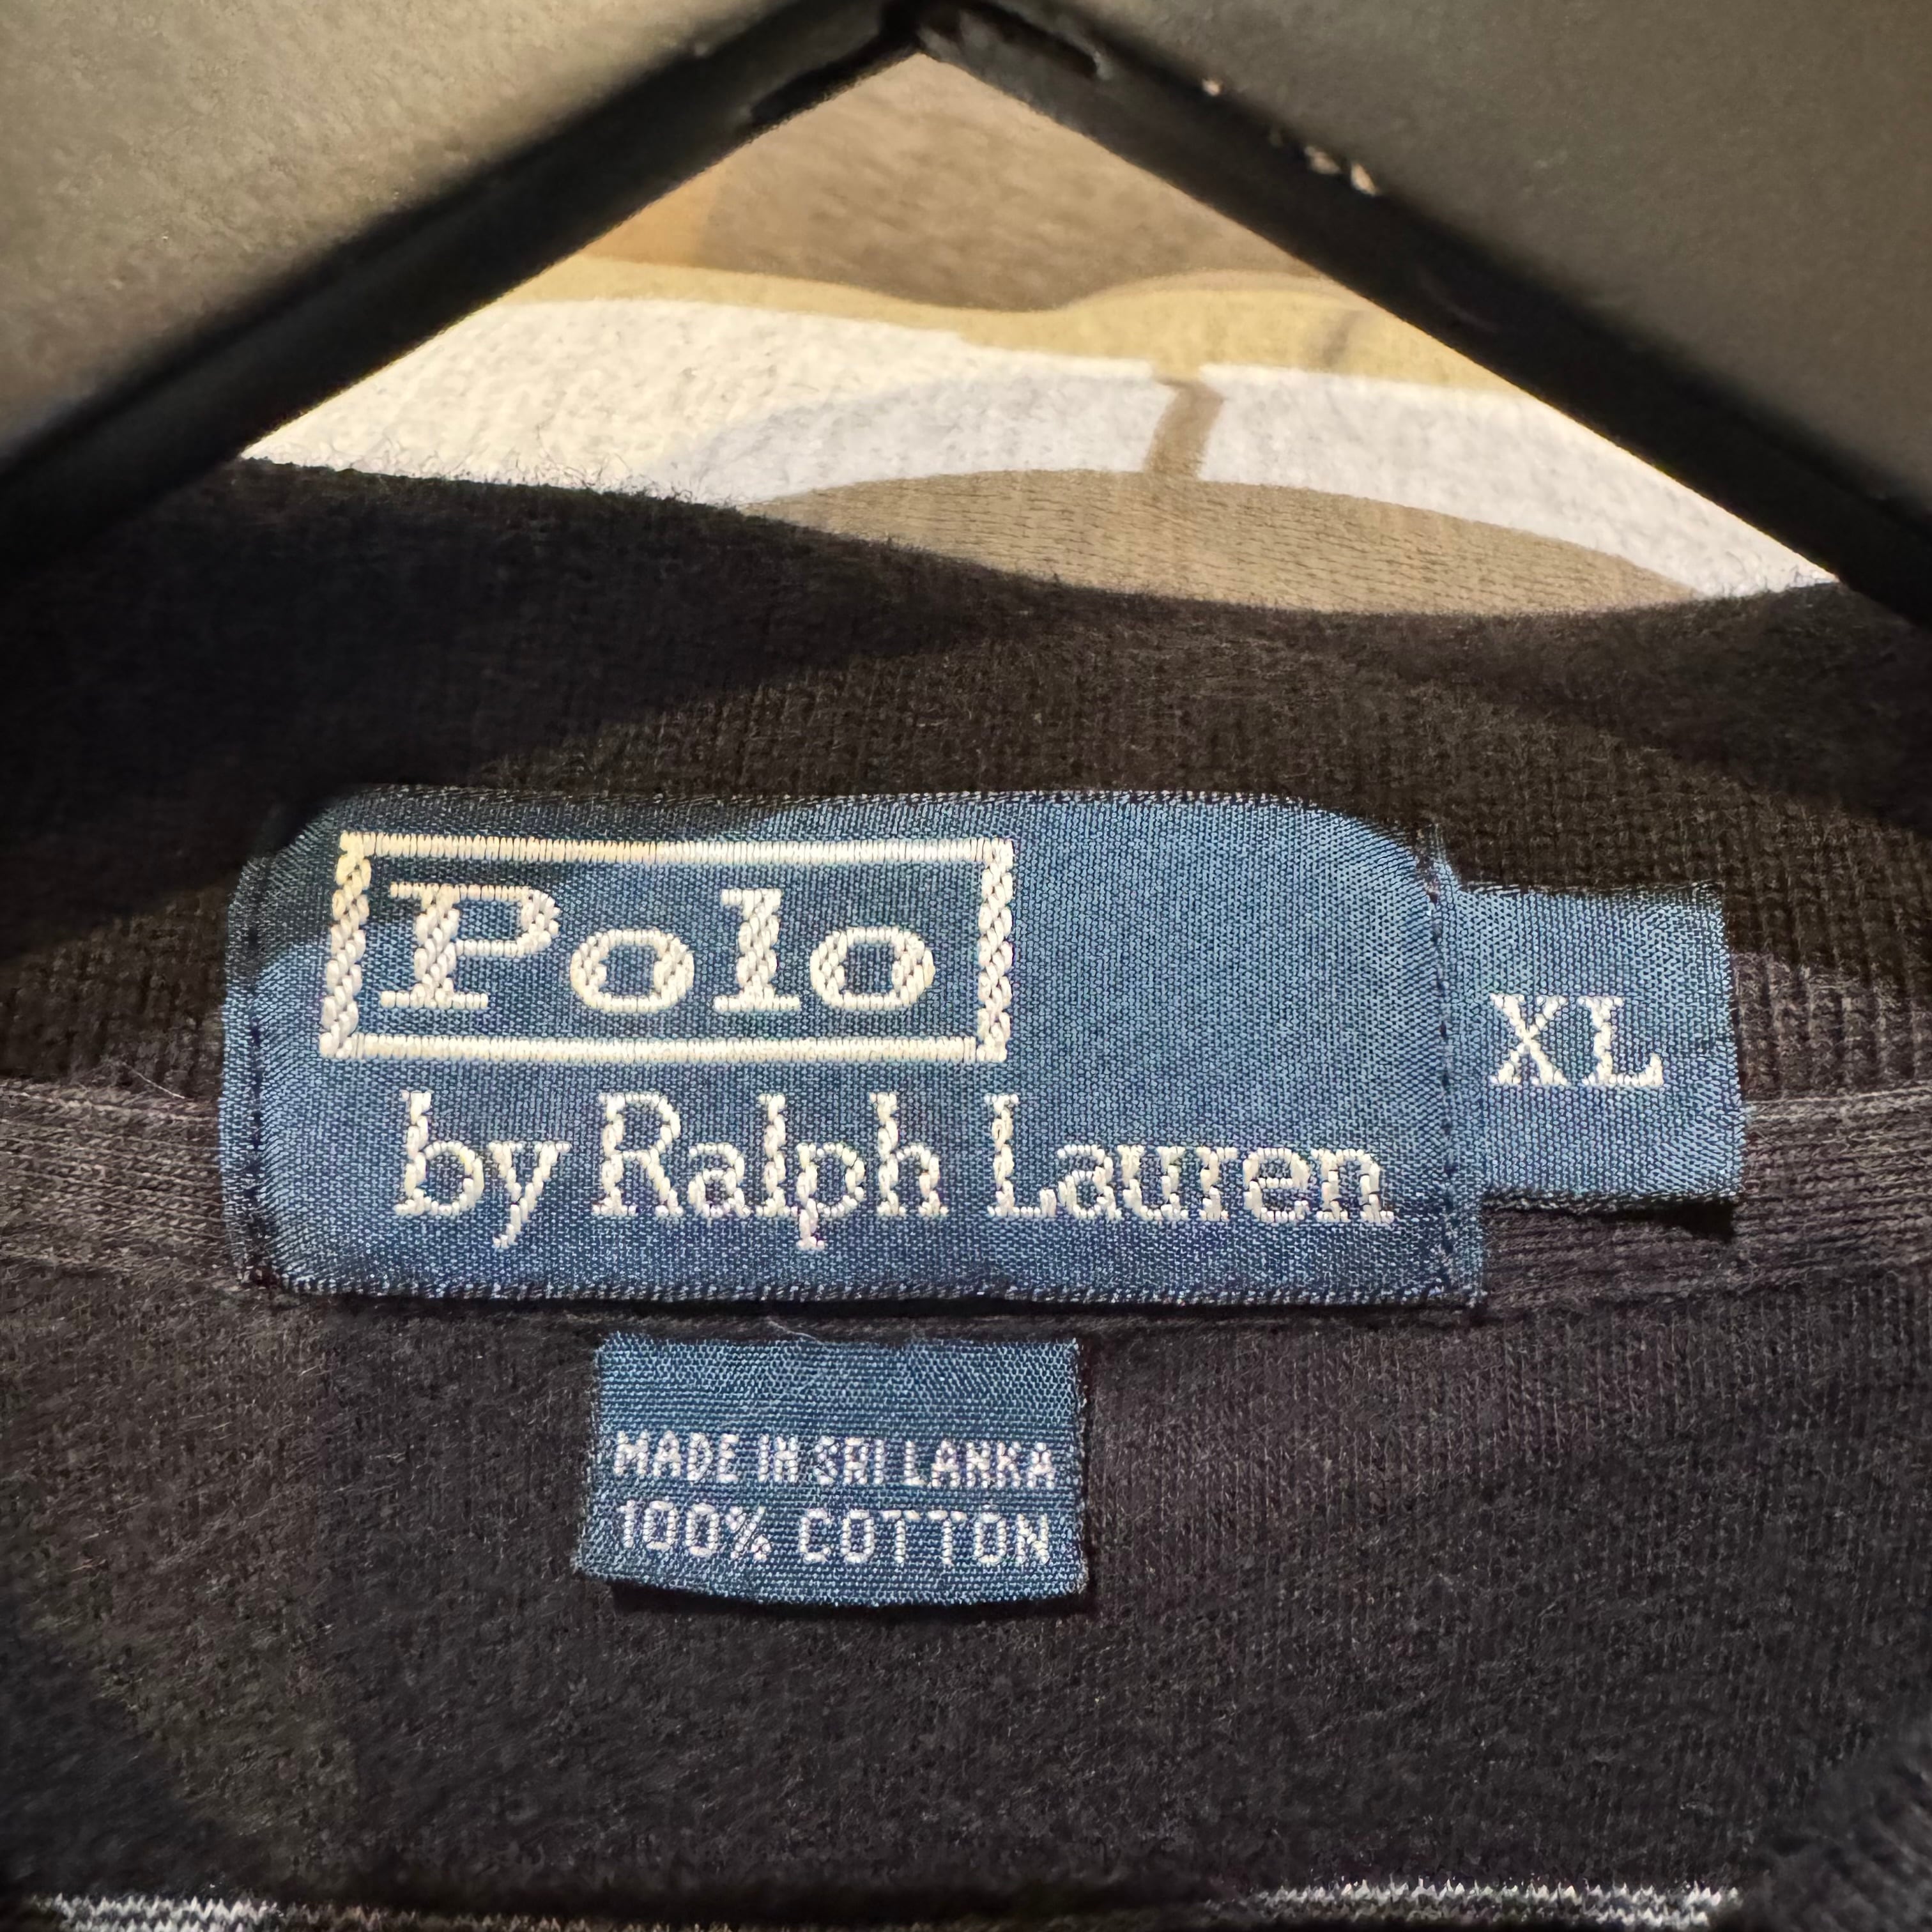 Polo
by Ralph Lauren
XL
MADE IN SRI LANKA
100% COTTON